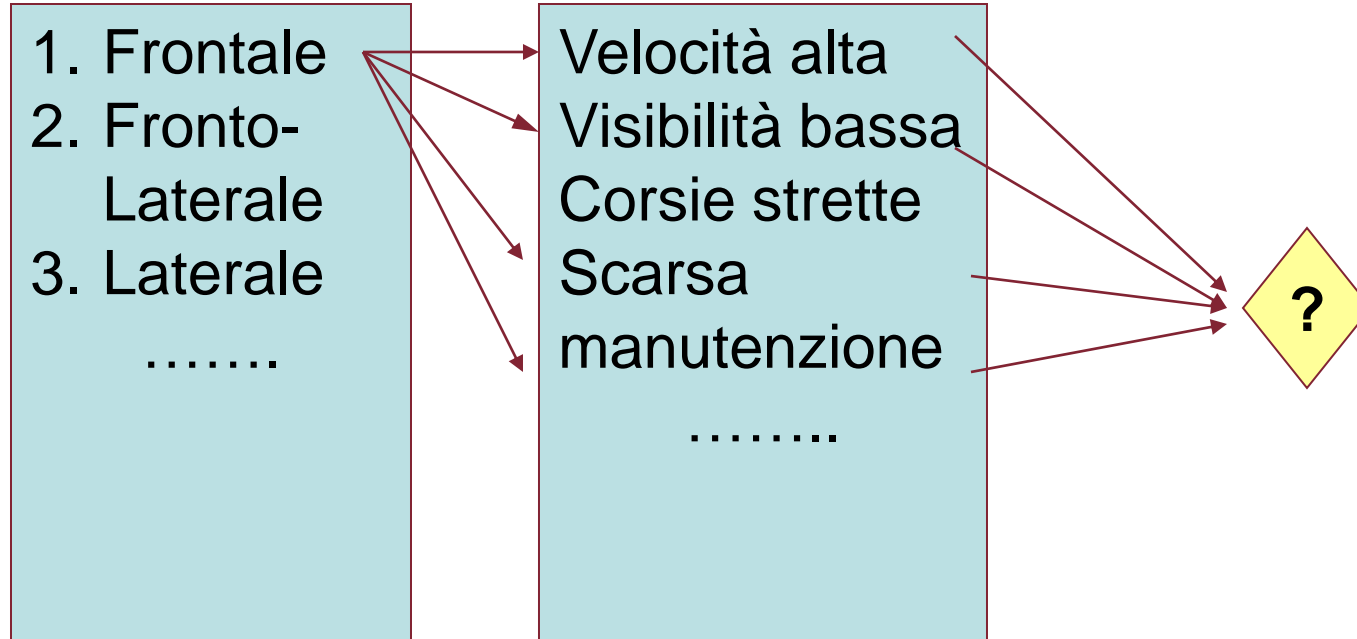 1. Frontale
2. Fronto-
Laterale
3. Laterale
.......
Velocità alta
Visibilità bassa
Corsie strette
Scarsa
manutenzione
........
?